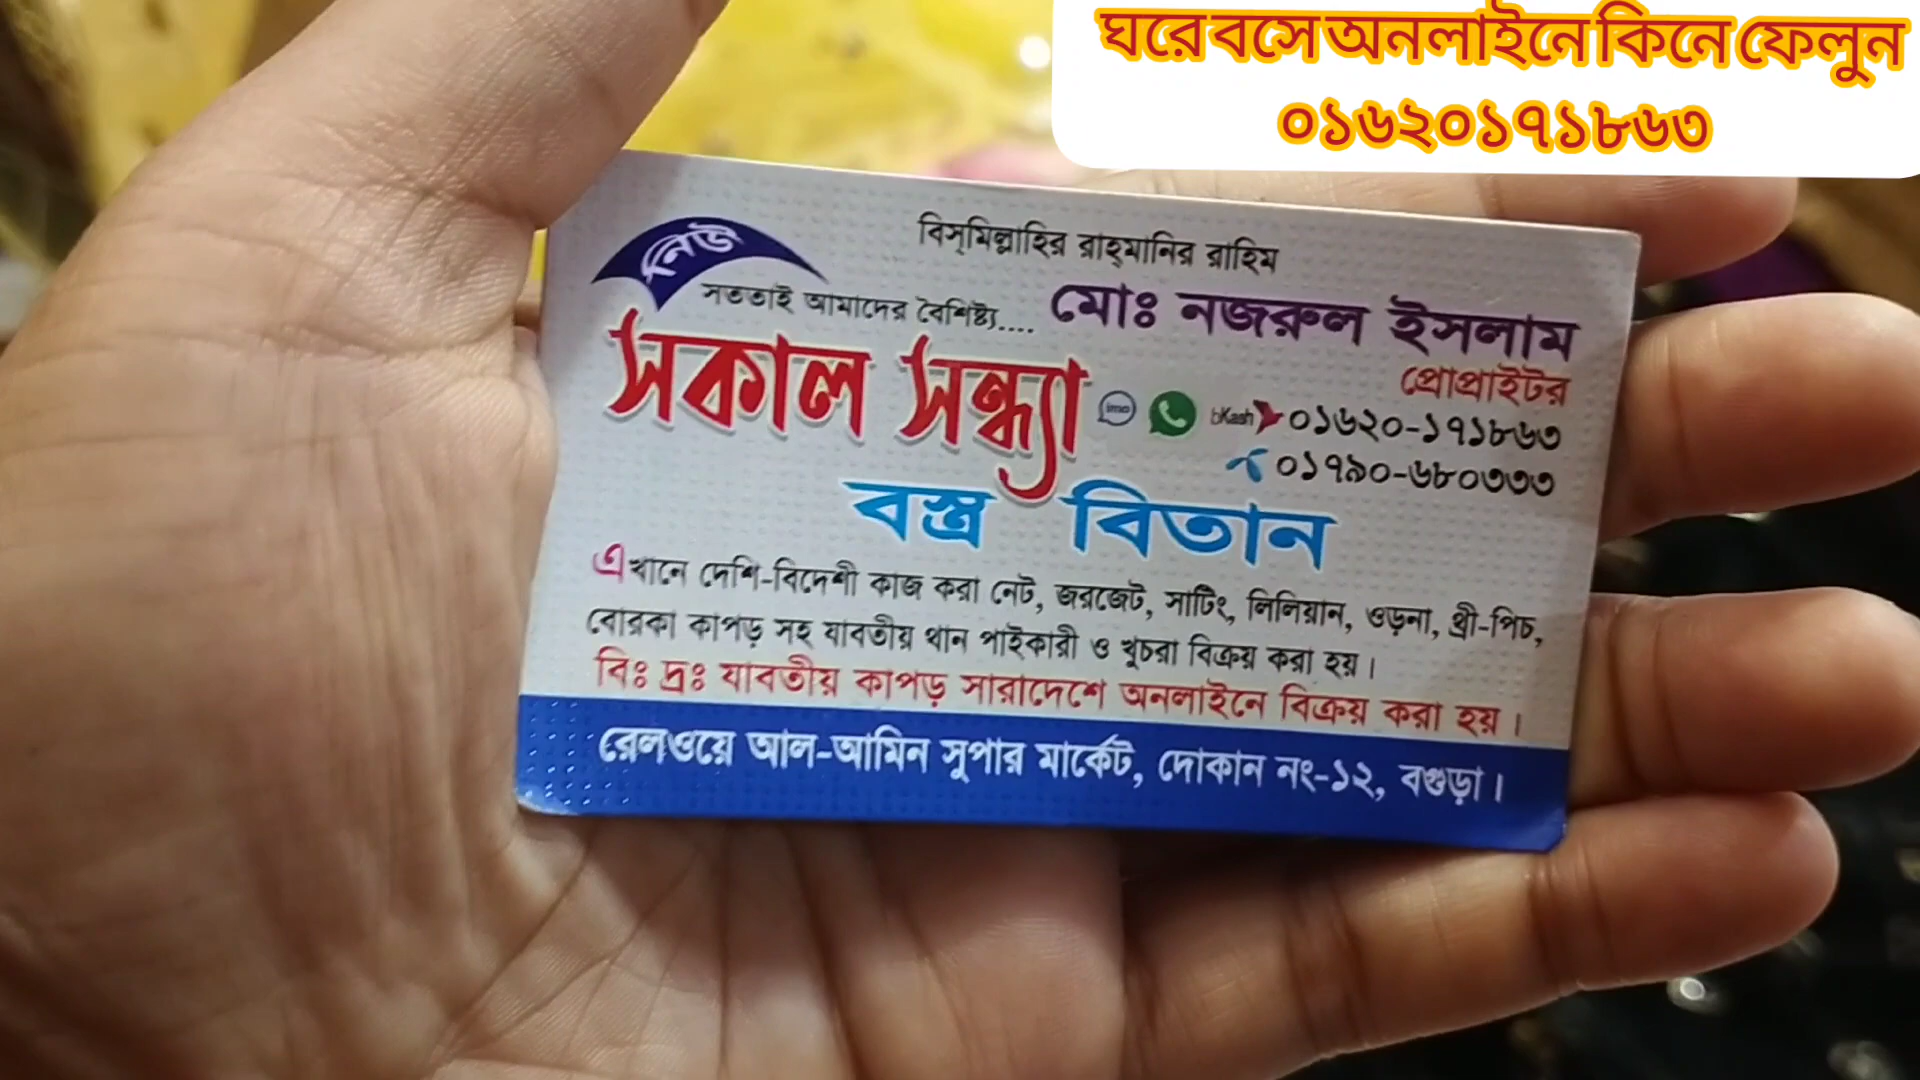 ঘরে বসে অনলাইনে কিনে ফেলুন
০১৬২০১৭১৮৬৩
বিস্‌মিল্লাহির রাহ্‌মানির রাহিম
নিউ
সততাই আমাদের বৈশিষ্ট্য....
মোঃ নজরুল ইসলাম
প্রোপ্রাইটর
সকাল সন্ধ্যা
imo bKash ০১৬২০-১৭১৮৬৩
০১৭৯০-৬৮০৩৩৩
বস্ত্র বিতান
এখানে দেশি-বিদেশী কাজ করা নেট, জরজেট, সাটিং, লিলিয়ান, ওড়না, থ্রী-পিচ,
বোরকা কাপড় সহ যাবতীয় থান পাইকারী ও খুচরা বিক্রয় করা হয়।
বিঃ দ্রঃ যাবতীয় কাপড় সারাদেশে অনলাইনে বিক্রয় করা হয়।
রেলওয়ে আল-আমিন সুপার মার্কেট, দোকান নং-১২, বগুড়া।